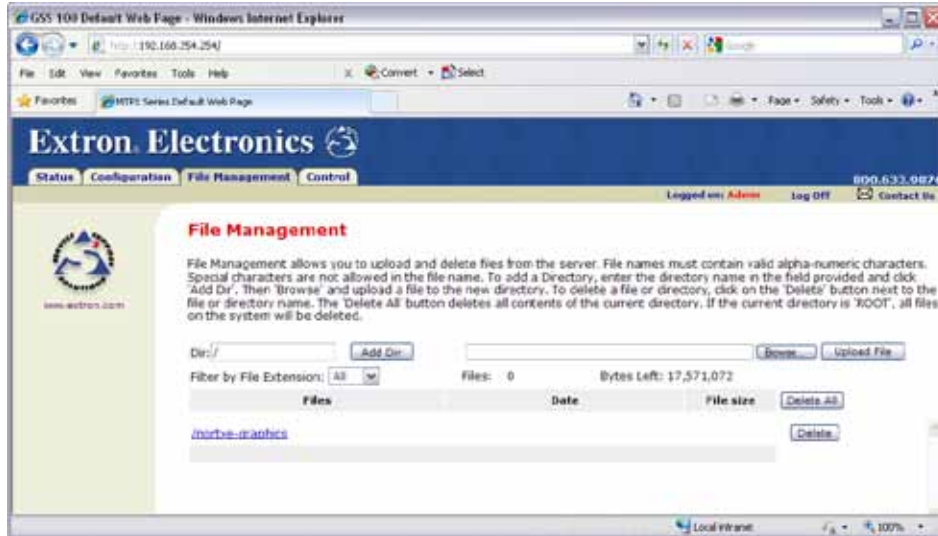 GSS 100 Default Web Page - Windows Internet Explorer
http://192.168.254.254/
File Edit View Favorites Tools Help
Convert
Select
Favorites
MTPE Series Default Web Page
Page Safety Tools
Extron Electronics
Status Configuration File Management Control
800.633.987
Logged on: Admin
Log Off
Contact Us
www.extron.com
File Management
File Management allows you to upload and delete files from the server. File names must contain valid alpha-numeric characters.
Special characters are not allowed in the file name. To add a Directory, enter the directory name in the field provided and click
'Add Dir'. Then 'Browse' and upload a file to the new directory. To delete a file or directory, click on the 'Delete' button next to the
file or directory name. The 'Delete All' button deletes all contents of the current directory. If the current directory is 'ROOT', all files
on the system will be deleted.
Dir: /
Add Dir
Browse...
Upload File
Filter by File Extension: All
Files: 0
Bytes Left: 17,571,072
Files Date File size
Delete All
/nortxe-graphics
Delete
Local intranet
100%